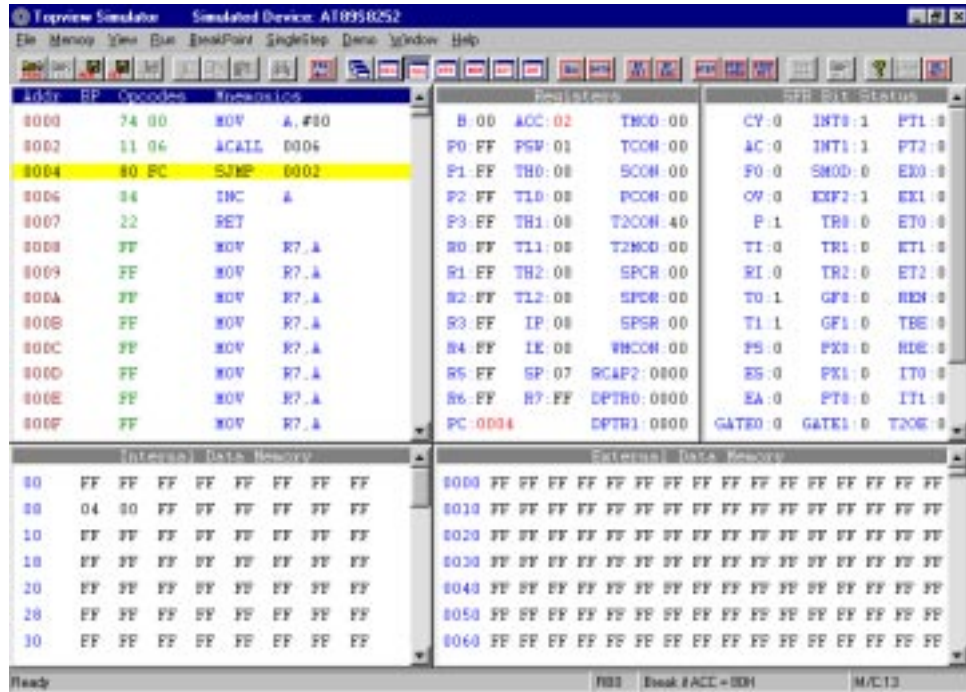 Topview Simulator Simulated Device: AT89S8252
File Memory View Run BreakPoint SingleStep Demo Window Help
Addr BP Opcodes Mnemonics
0000 74 00 MOV A,#00
0002 11 06 ACALL 0006
0004 80 FC SJMP 0002
0006 04 INC A
0007 22 RET
0008 FF MOV R7,A
0009 FF MOV R7,A
000A FF MOV R7,A
000B FF MOV R7,A
000C FF MOV R7,A
000D FF MOV R7,A
000E FF MOV R7,A
000F FF MOV R7,A
Registers
B:00 ACC:02 TMOD:00
P0:FF PSW:01 TCON:00
P1:FF TH0:00 SCON:00
P2:FF TL0:00 PCON:00
P3:FF TH1:00 T2CON:40
R0:FF TL1:00 T2MOD:00
R1:FF TH2:00 SPCR:00
R2:FF TL2:00 SPDR:00
R3:FF IP:00 SPSR:00
R4:FF IE:00 WMCON:00
R5:FF SP:07 RCAP2:0000
R6:FF R7:FF DPTR0:0000
PC:0004 DPTR1:0000
SFR Bit Status
CY:0 INT0:1 PT1:0
AC:0 INT1:1 PT2:0
F0:0 SMOD:0 EX0:0
OV:0 EXF2:1 EX1:0
P:1 TR0:0 ET0:0
TI:0 TR1:0 ET1:0
RI:0 TR2:0 ET2:0
T0:1 GF0:0 REN:0
T1:1 GF1:0 TBE:0
PS:0 PX0:0 RDE:0
ES:0 PX1:0 IT0:0
EA:0 PT0:0 IT1:0
GATE0:0 GATE1:0 T2OE:0
Internal Data Memory
00 FF FF FF FF FF FF FF FF
08 04 00 FF FF FF FF FF FF
10 FF FF FF FF FF FF FF FF
18 FF FF FF FF FF FF FF FF
20 FF FF FF FF FF FF FF FF
28 FF FF FF FF FF FF FF FF
30 FF FF FF FF FF FF FF FF
External Data Memory
0000 FF FF FF FF FF FF FF FF FF FF FF FF FF FF FF FF
0010 FF FF FF FF FF FF FF FF FF FF FF FF FF FF FF FF
0020 FF FF FF FF FF FF FF FF FF FF FF FF FF FF FF FF
0030 FF FF FF FF FF FF FF FF FF FF FF FF FF FF FF FF
0040 FF FF FF FF FF FF FF FF FF FF FF FF FF FF FF FF
0050 FF FF FF FF FF FF FF FF FF FF FF FF FF FF FF FF
0060 FF FF FF FF FF FF FF FF FF FF FF FF FF FF FF FF
Ready RB0 Break if ACC = 00H M/C:13